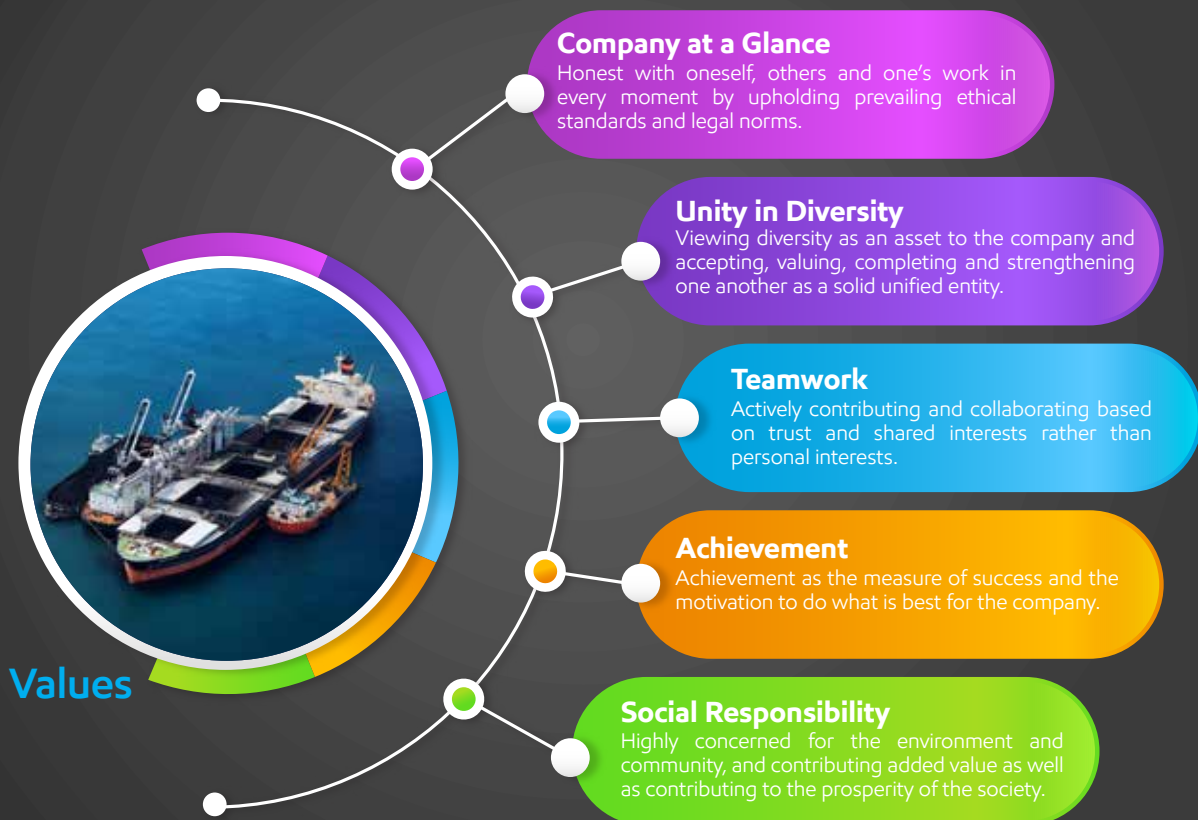 Company at a Glance
Honest with oneself, others and one's work in
every moment by upholding prevailing ethical
standards and legal norms.
Unity in Diversity
Viewing diversity as an asset to the company and
accepting, valuing, completing and strengthening
one another as a solid unified entity.
Teamwork
Actively contributing and collaborating based
on trust and shared interests rather than
personal interests.
Achievement
Achievement as the measure of success and the
motivation to do what is best for the company.
Values
Social Responsibility
Highly concerned for the environment and
community, and contributing added value as well
as contributing to the prosperity of the society.